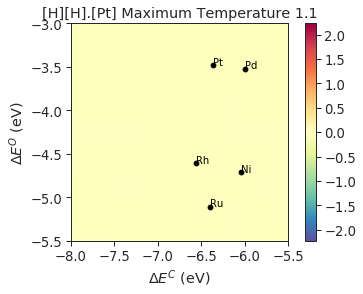 [H][H].[Pt] Maximum Temperature 1.1
−3.0
−3.5
−4.0
−4.5
−5.0
−5.5
ΔE^O (eV)
Pt
Pd
Rh
Ni
Ru
−8.0 −7.5 −7.0 −6.5 −6.0 −5.5
ΔE^C (eV)
2.0
1.5
1.0
0.5
0.0
−0.5
−1.0
−1.5
−2.0